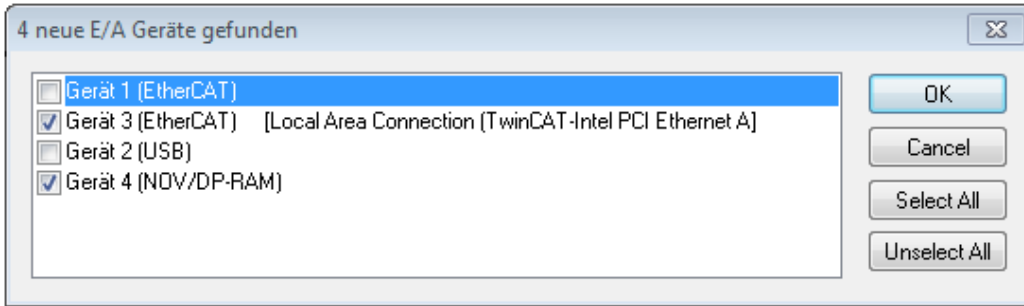 4 neue E/A Geräte gefunden
Gerät 1 (EtherCAT)
Gerät 3 (EtherCAT) [Local Area Connection (TwinCAT-Intel PCI Ethernet A]
Gerät 2 (USB)
Gerät 4 (NOV/DP-RAM)
OK
Cancel
Select All
Unselect All